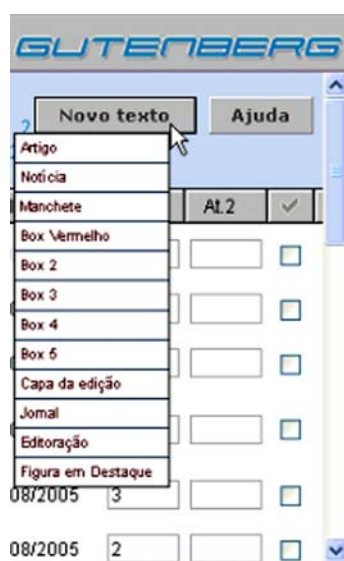 GUTENBERG
2 Novo texto Ajuda
Artigo
Notícia
Manchete At.2
Box Vermelho
Box 2
Box 3
Box 4
Box 5
Capa da edição
Jornal
Editoração
Figura em Destaque
08/2005 3
08/2005 2